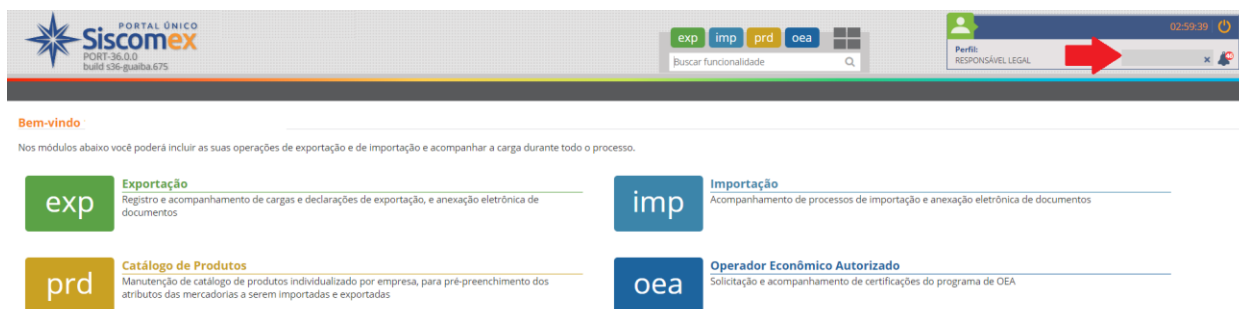 PORTAL ÚNICO
Siscomex
PORT-36.0.0
build s36-guaiba.675
exp imp prd oea
Buscar funcionalidade
02:59:39
Perfil:
RESPONSÁVEL LEGAL
Bem-vindo
Nos módulos abaixo você poderá incluir as suas operações de exportação e de importação e acompanhar a carga durante todo o processo.
exp
Exportação
Registro e acompanhamento de cargas e declarações de exportação, e anexação eletrônica de
documentos
imp
Importação
Acompanhamento de processos de importação e anexação eletrônica de documentos
prd
Catálogo de Produtos
Manutenção de catálogo de produtos individualizado por empresa, para pré-preenchimento dos
atributos das mercadorias a serem importadas e exportadas
oea
Operador Econômico Autorizado
Solicitação e acompanhamento de certificações do programa de OEA